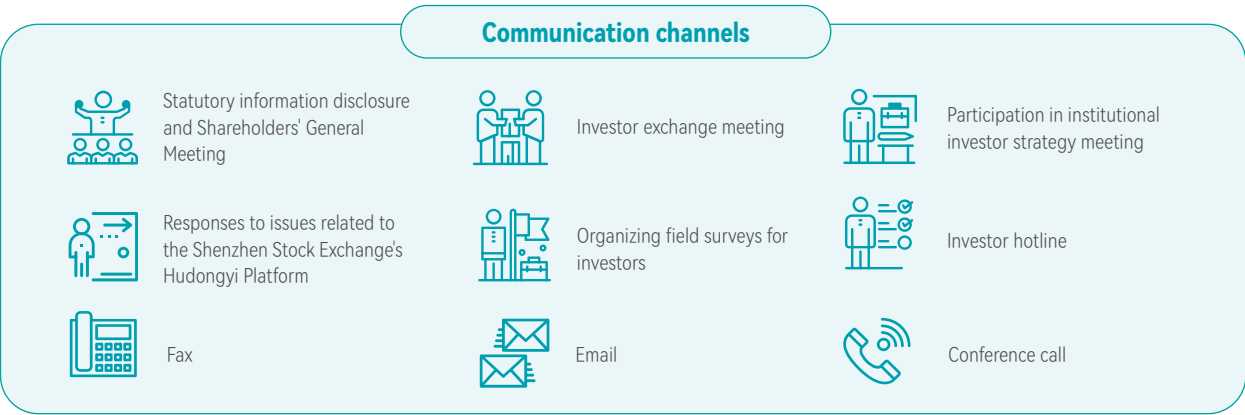 Communication channels
Statutory information disclosure
and Shareholders' General
Meeting
Investor exchange meeting
Participation in institutional
investor strategy meeting
Responses to issues related to
the Shenzhen Stock Exchange's
Hudongyi Platform
Organizing field surveys for
investors
Investor hotline
Fax
Email
Conference call